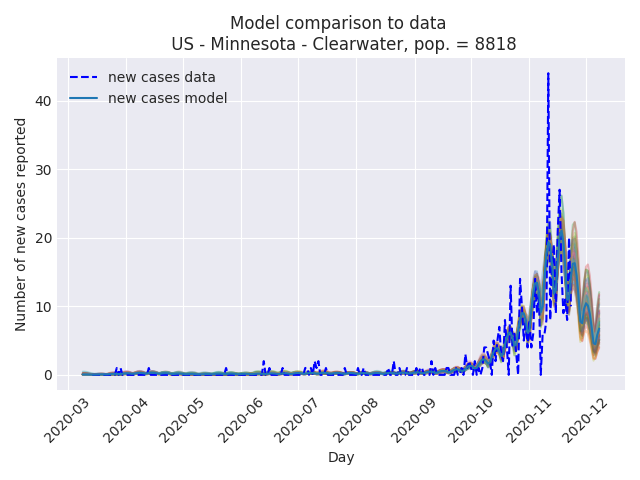 Model comparison to data
US - Minnesota - Clearwater, pop. = 8818
new cases data
new cases model
Number of new cases reported
40
30
20
10
0
2020-03
2020-04
2020-05
2020-06
2020-07
2020-08
2020-09
2020-10
2020-11
2020-12
Day